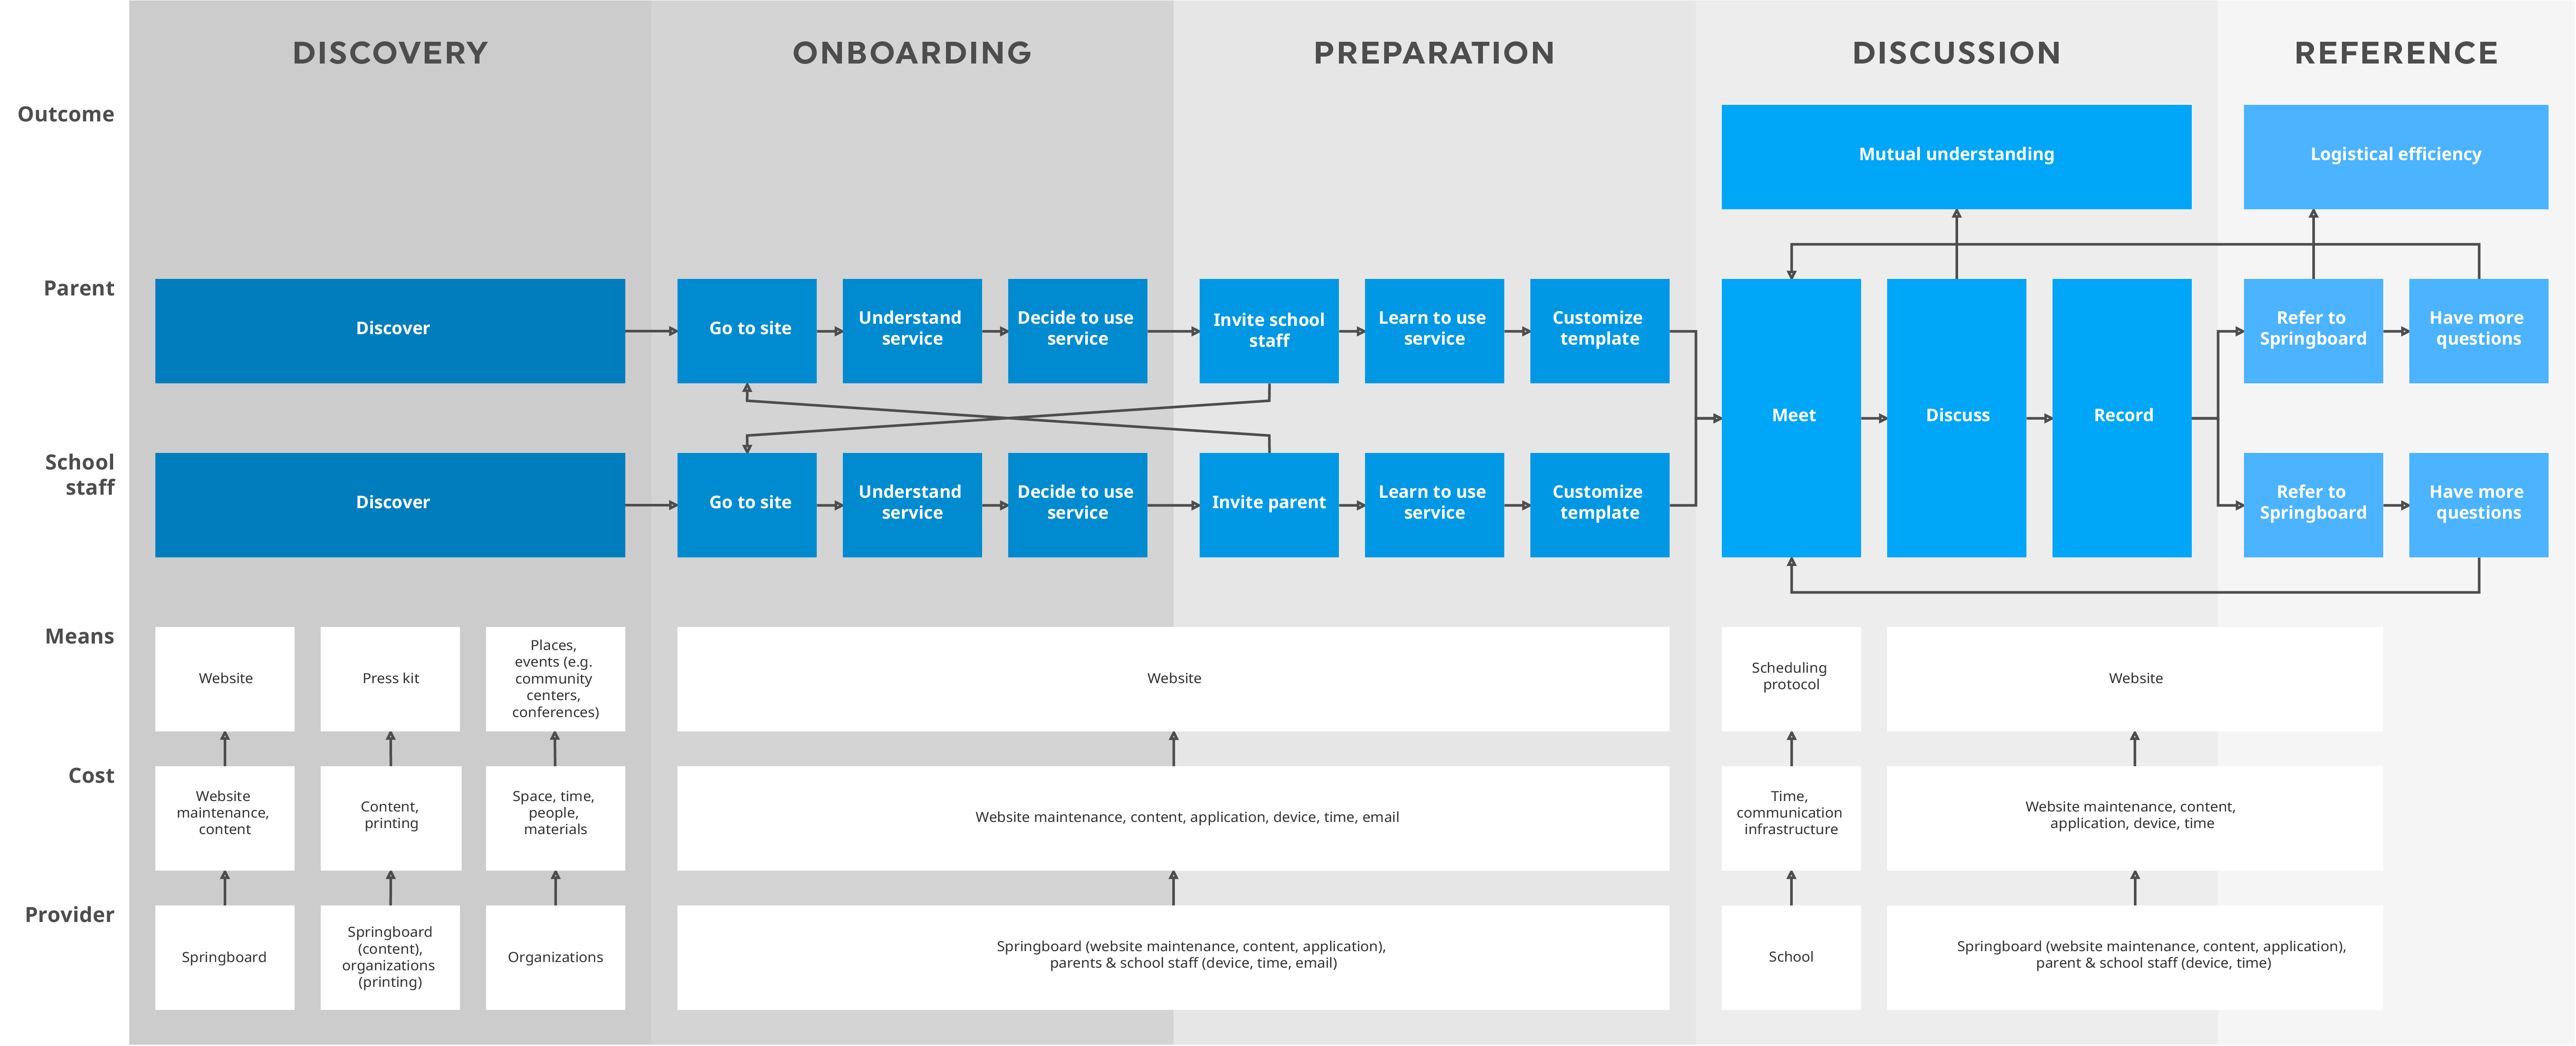 DISCOVERY
ONBOARDING
PREPARATION
DISCUSSION
REFERENCE
Outcome
Mutual understanding
Logistical efficiency
Parent
Discover
Go to site
Understand
service
Decide to use
service
Invite school
staff
Learn to use
service
Customize
template
Meet
Discuss
Record
Refer to
Springboard
Have more
questions
School
staff
Discover
Go to site
Understand
service
Decide to use
service
Invite parent
Learn to use
service
Customize
template
Refer to
Springboard
Have more
questions
Means
Website
Press kit
Places,
events (e.g.
community
centers,
conferences)
Website
Scheduling
protocol
Website
Cost
Website
maintenance,
content
Content,
printing
Space, time,
people,
materials
Website maintenance, content, application, device, time, email
Time,
communication
infrastructure
Website maintenance, content,
application, device, time
Provider
Springboard
Springboard
(content),
organizations
(printing)
Organizations
Springboard (website maintenance, content, application),
parents & school staff (device, time, email)
School
Springboard (website maintenance, content, application),
parent & school staff (device, time)